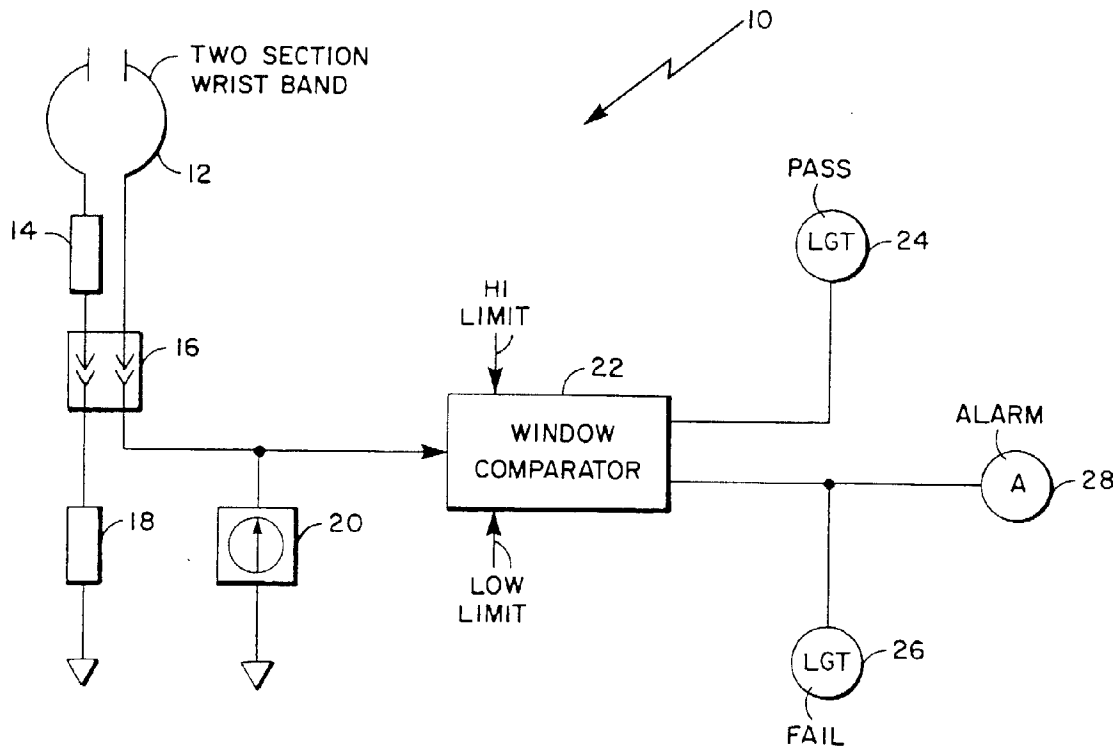 10
TWO SECTION
WRIST BAND
12
14
16
18
20
HI
LIMIT
22
WINDOW
COMPARATOR
LOW
LIMIT
PASS
LGT
24
ALARM
A
28
LGT
26
FAIL